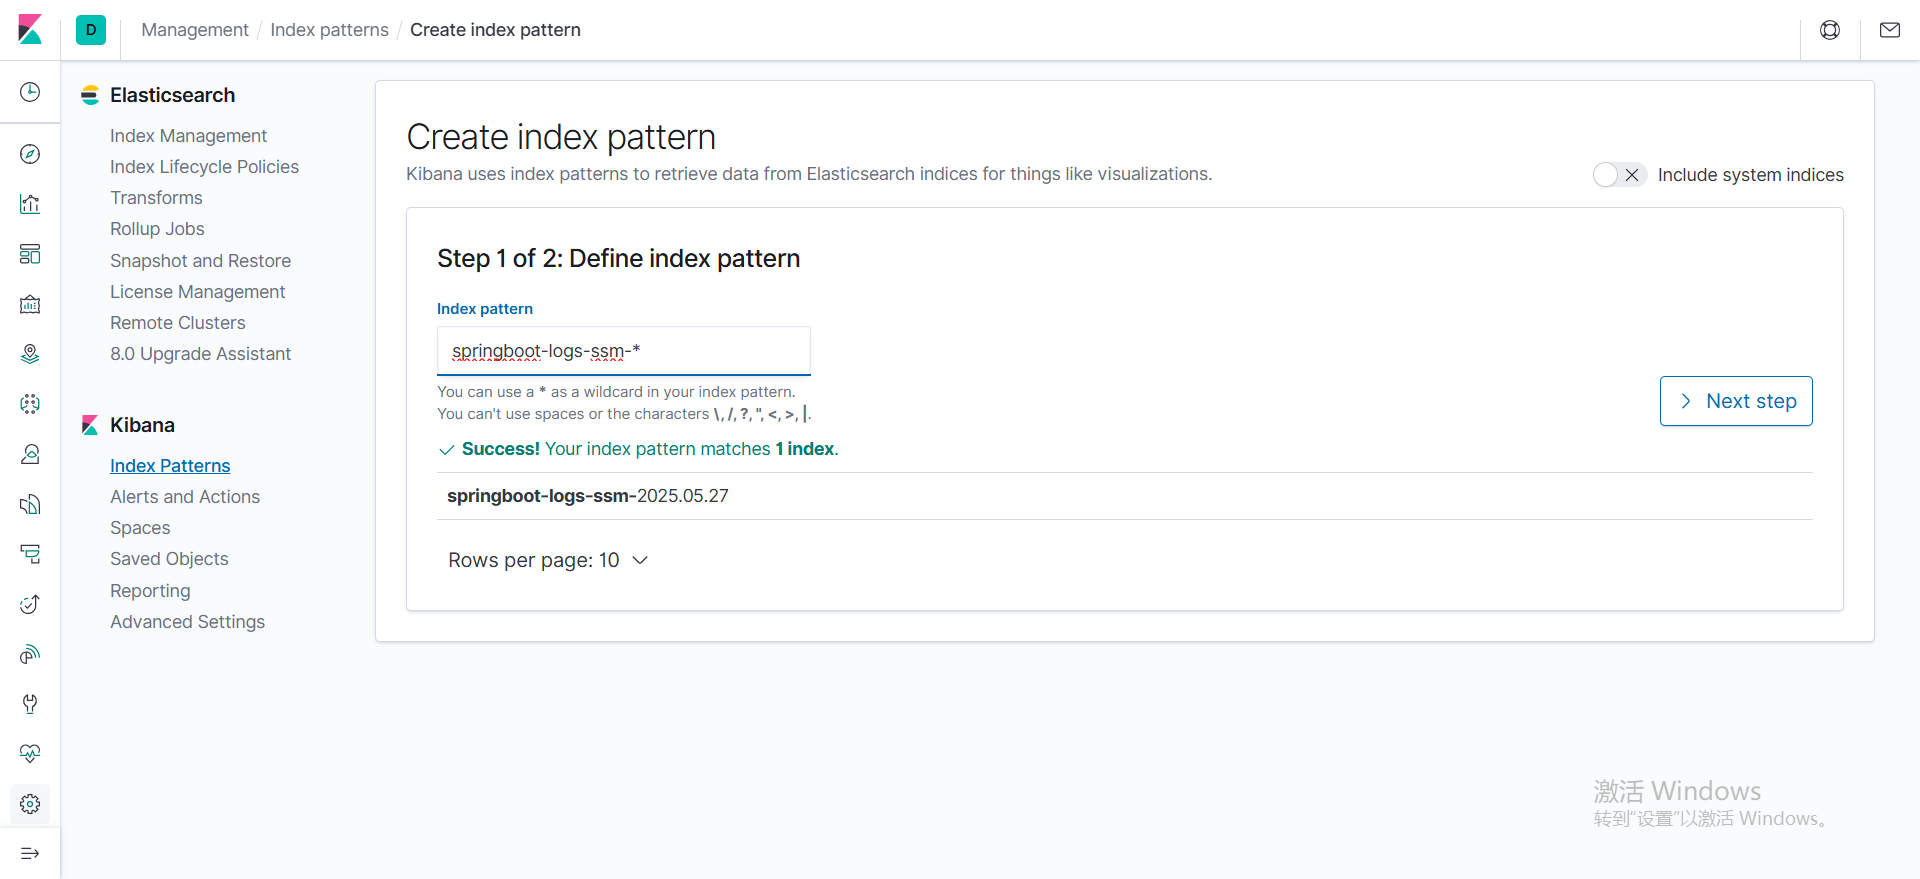 D Management / Index patterns / Create index pattern
Elasticsearch
Index Management
Index Lifecycle Policies
Transforms
Rollup Jobs
Snapshot and Restore
License Management
Remote Clusters
8.0 Upgrade Assistant
Kibana
Index Patterns
Alerts and Actions
Spaces
Saved Objects
Reporting
Advanced Settings
Create index pattern
Kibana uses index patterns to retrieve data from Elasticsearch indices for things like visualizations.
Include system indices
Step 1 of 2: Define index pattern
Index pattern
springboot-logs-ssm-*
You can use a * as a wildcard in your index pattern.
You can't use spaces or the characters \, /, ?, ", <, >, |.
Next step
Success! Your index pattern matches 1 index.
springboot-logs-ssm-2025.05.27
Rows per page: 10
激活 Windows
转到"设置"以激活 Windows。